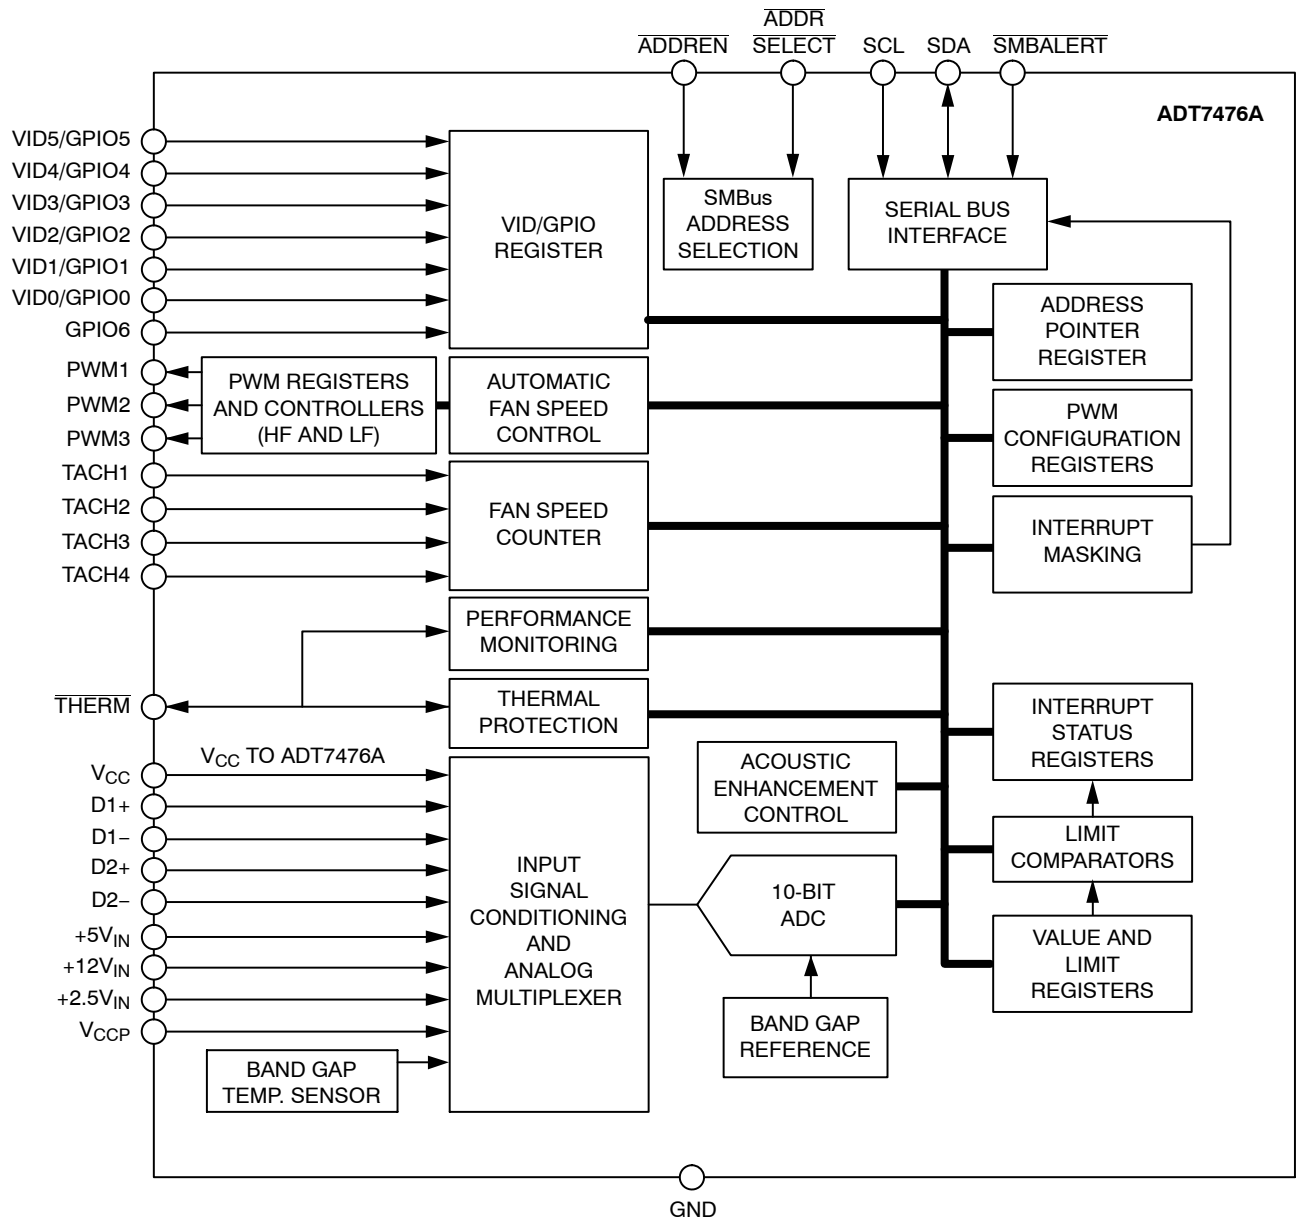 ADDREN
ADDR
SELECT
SCL
SDA
SMBALERT
ADT7476A
VID5/GPIO5
VID4/GPIO4
VID3/GPIO3
VID2/GPIO2
VID1/GPIO1
VID0/GPIO0
GPIO6
VID/GPIO
REGISTER
SMBus
ADDRESS
SELECTION
SERIAL BUS
INTERFACE
ADDRESS
POINTER
REGISTER
PWM1
PWM2
PWM3
PWM REGISTERS
AND CONTROLLERS
(HF AND LF)
AUTOMATIC
FAN SPEED
CONTROL
PWM
CONFIGURATION
REGISTERS
TACH1
TACH2
TACH3
TACH4
FAN SPEED
COUNTER
INTERRUPT
MASKING
PERFORMANCE
MONITORING
THERM
THERMAL
PROTECTION
INTERRUPT
STATUS
REGISTERS
VCC
VCC TO ADT7476A
D1+
D1−
D2+
D2−
+5VIN
+12VIN
+2.5VIN
VCCP
INPUT
SIGNAL
CONDITIONING
AND
ANALOG
MULTIPLEXER
ACOUSTIC
ENHANCEMENT
CONTROL
LIMIT
COMPARATORS
10-BIT
ADC
VALUE AND
LIMIT
REGISTERS
BAND GAP
REFERENCE
BAND GAP
TEMP. SENSOR
GND